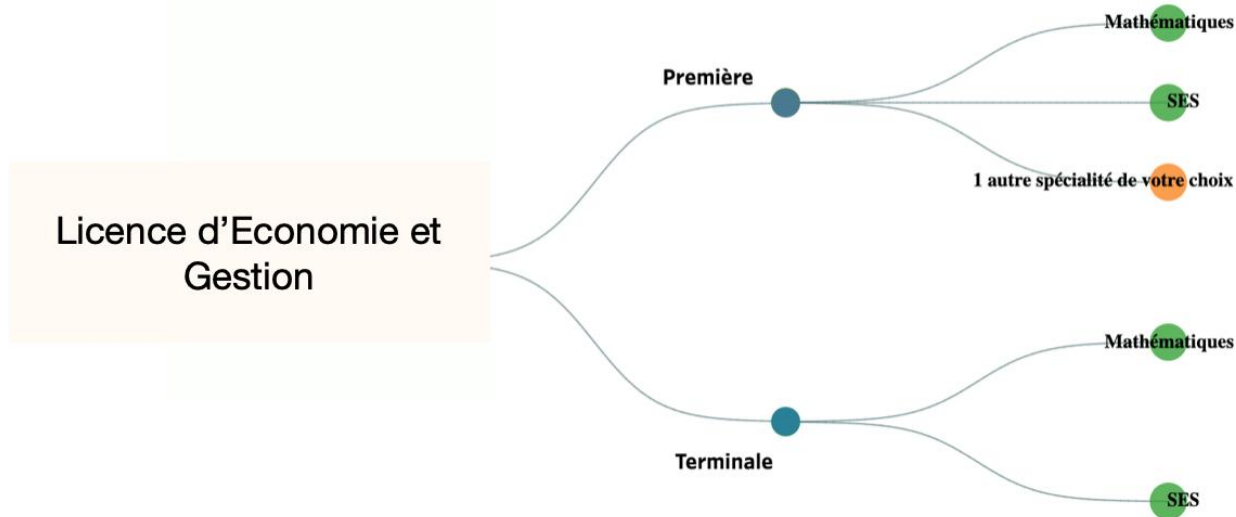 Licence d’Economie et
Gestion
Première
Mathématiques
SES
1 autre spécialité de votre choix
Terminale
Mathématiques
SES